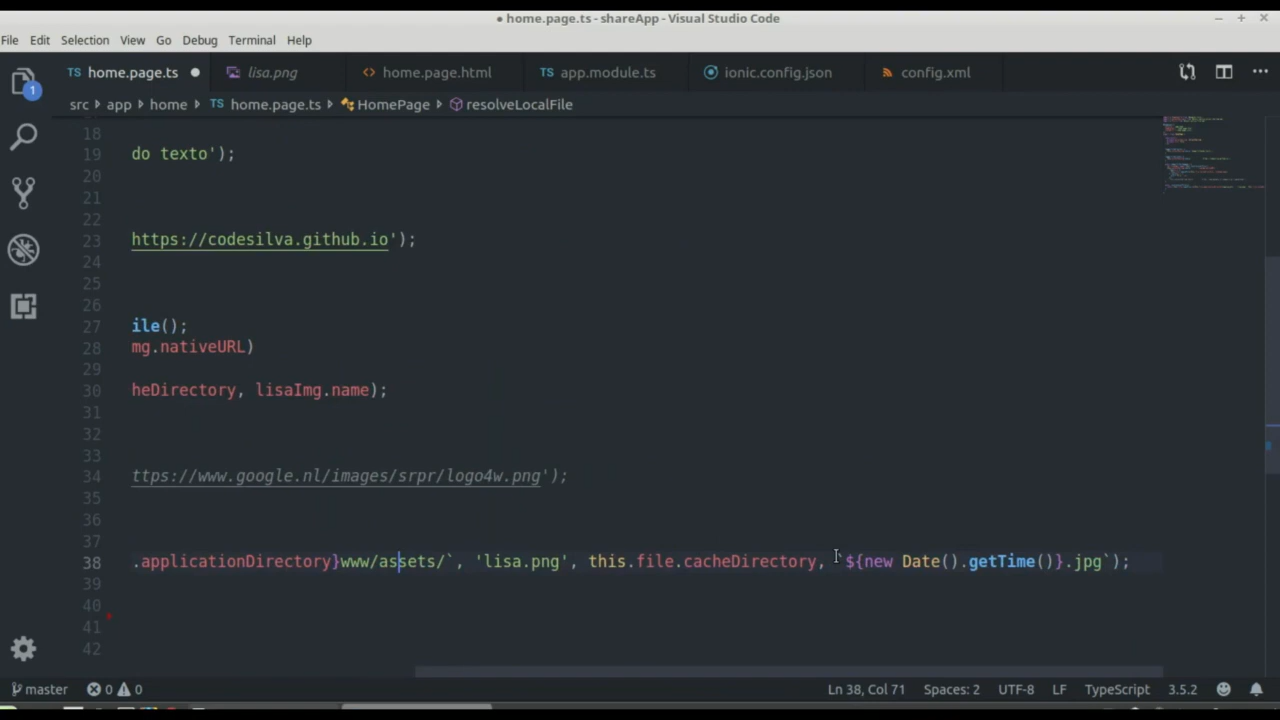 ● home.page.ts - shareApp - Visual Studio Code
File Edit Selection View Go Debug Terminal Help
1
TS home.page.ts ● lisa.png <> home.page.html TS app.module.ts ionic.config.json config.xml
src app home TS home.page.ts HomePage resolveLocalFile
18
19 do texto');
20
21
22
23 https://codesilva.github.io');
24
25
26
27 ile();
28 mg.nativeURL)
29
30 heDirectory, lisaImg.name);
31
32
33
34 ttps://www.google.nl/images/srpr/logo4w.png');
35
36
37
38 .applicationDirectory}www/assets/`, 'lisa.png', this.file.cacheDirectory, `${new Date().getTime()}.jpg`);
39
40
41
42
master 0 0 Ln 38, Col 71 Spaces: 2 UTF-8 LF TypeScript 3.5.2